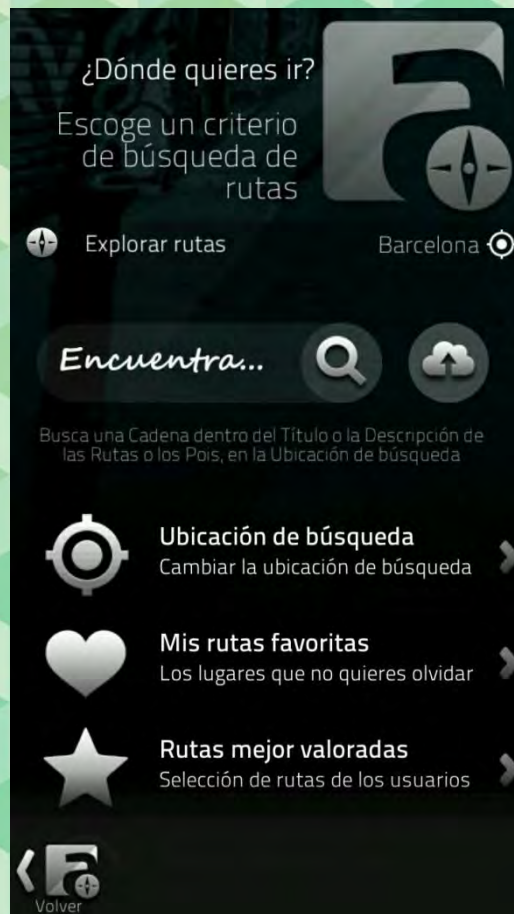 ¿Dónde quieres ir?
Escoge un criterio
de búsqueda de
rutas
Explorar rutas
Barcelona
Encuentra...
Busca una Cadena dentro del Título o la Descripción de
las Rutas o los Pois, en la Ubicación de búsqueda
Ubicación de búsqueda
Cambiar la ubicación de búsqueda
Mis rutas favoritas
Los lugares que no quieres olvidar
Rutas mejor valoradas
Selección de rutas de los usuarios
Volver